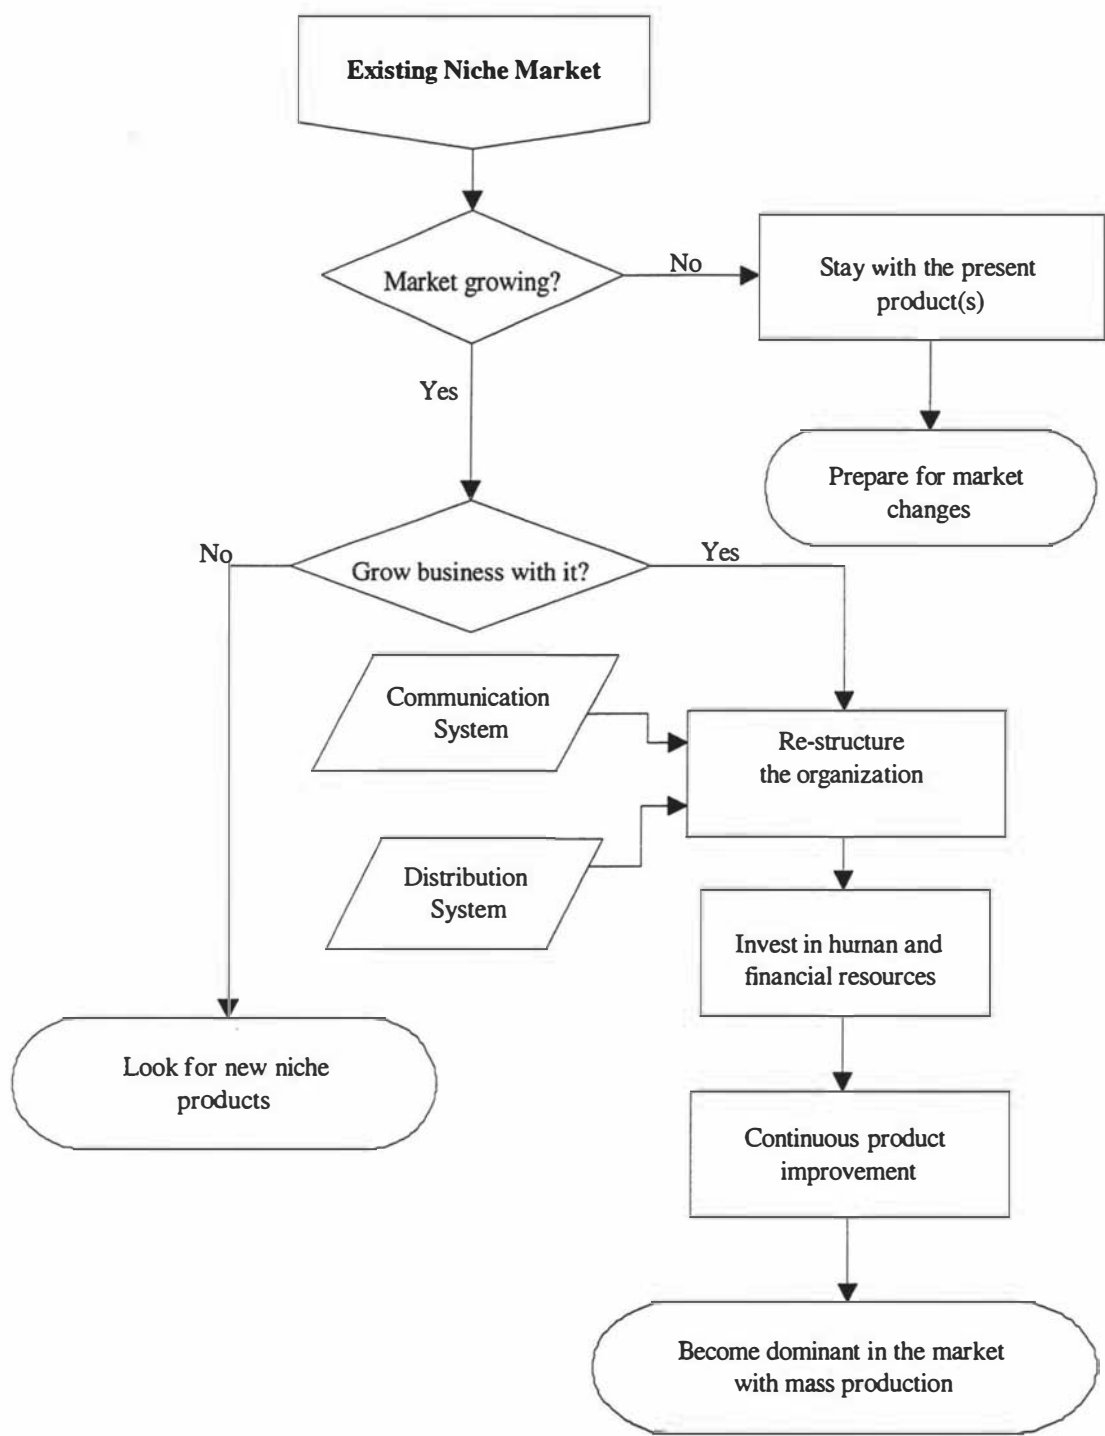 Existing Niche Market
Market growing?
No
Stay with the present
product(s)
Yes
Prepare for market
changes
No
Grow business with it?
Yes
Communication
System
Re-structure
the organization
Distribution
System
Invest in human and
financial resources
Look for new niche
products
Continuous product
improvement
Become dominant in the market
with mass production